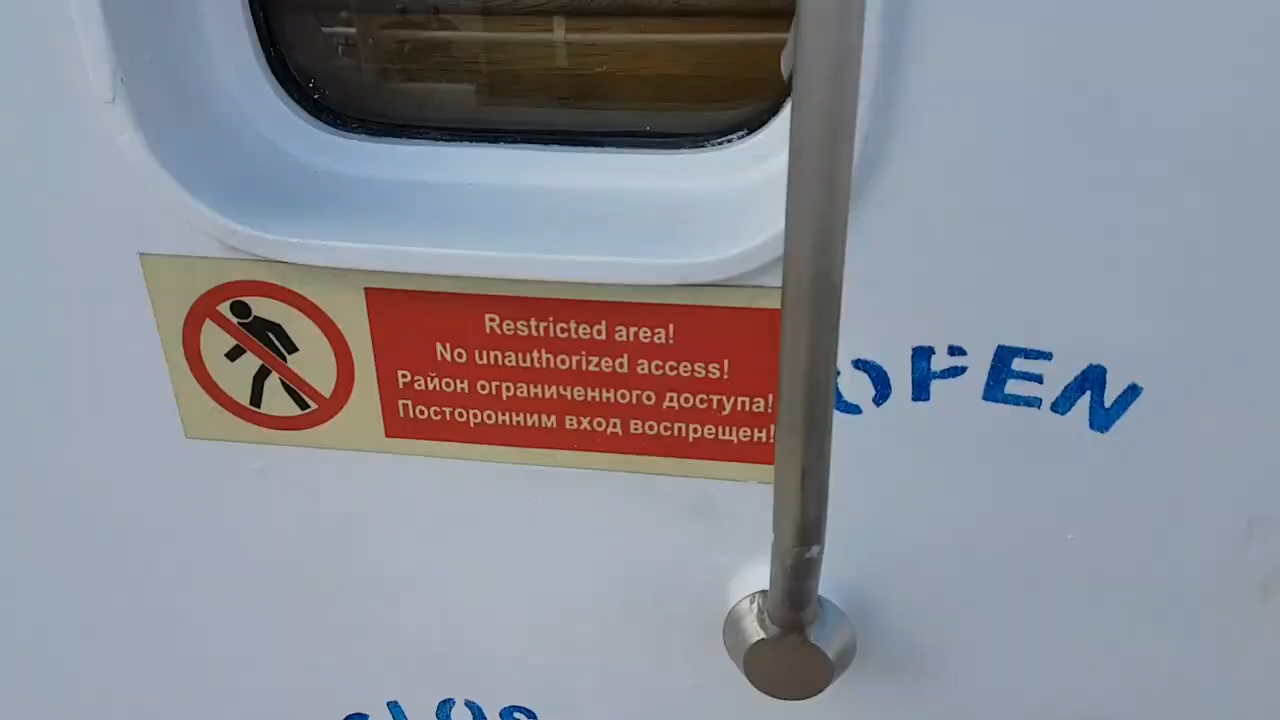 Restricted area!
No unauthorized access!
Район ограниченного доступа!
Посторонним вход воспрещен!
OPEN